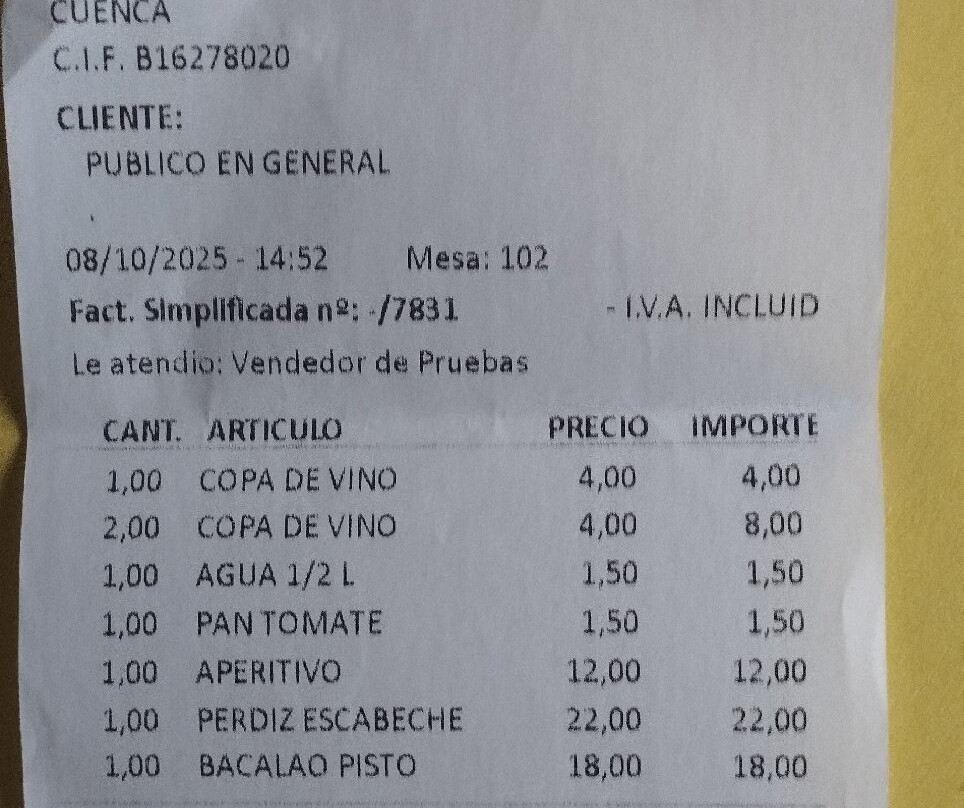 CUENCA
C.I.F. B16278020
CLIENTE:
PUBLICO EN GENERAL
.
08/10/2025 - 14:52 Mesa: 102
Fact. Simplificada nº: -/7831 - I.V.A. INCLUID
Le atendio: Vendedor de Pruebas
CANT. ARTICULO PRECIO IMPORTE
1,00 COPA DE VINO 4,00 4,00
2,00 COPA DE VINO 4,00 8,00
1,00 AGUA 1/2 L 1,50 1,50
1,00 PAN TOMATE 1,50 1,50
1,00 APERITIVO 12,00 12,00
1,00 PERDIZ ESCABECHE 22,00 22,00
1,00 BACALAO PISTO 18,00 18,00